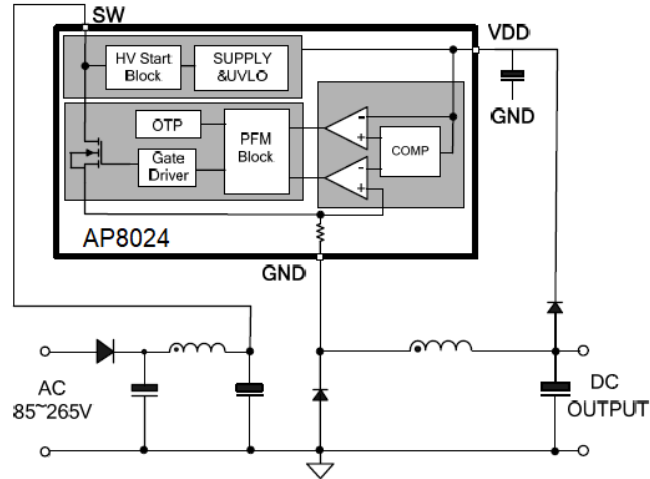 SW
VDD
HV Start
Block
SUPPLY
&UVLO
GND
OTP
PFM
Block
Gate
Driver
-
+
-
+
COMP
AP8024
GND
AC
85~265V
DC
OUTPUT